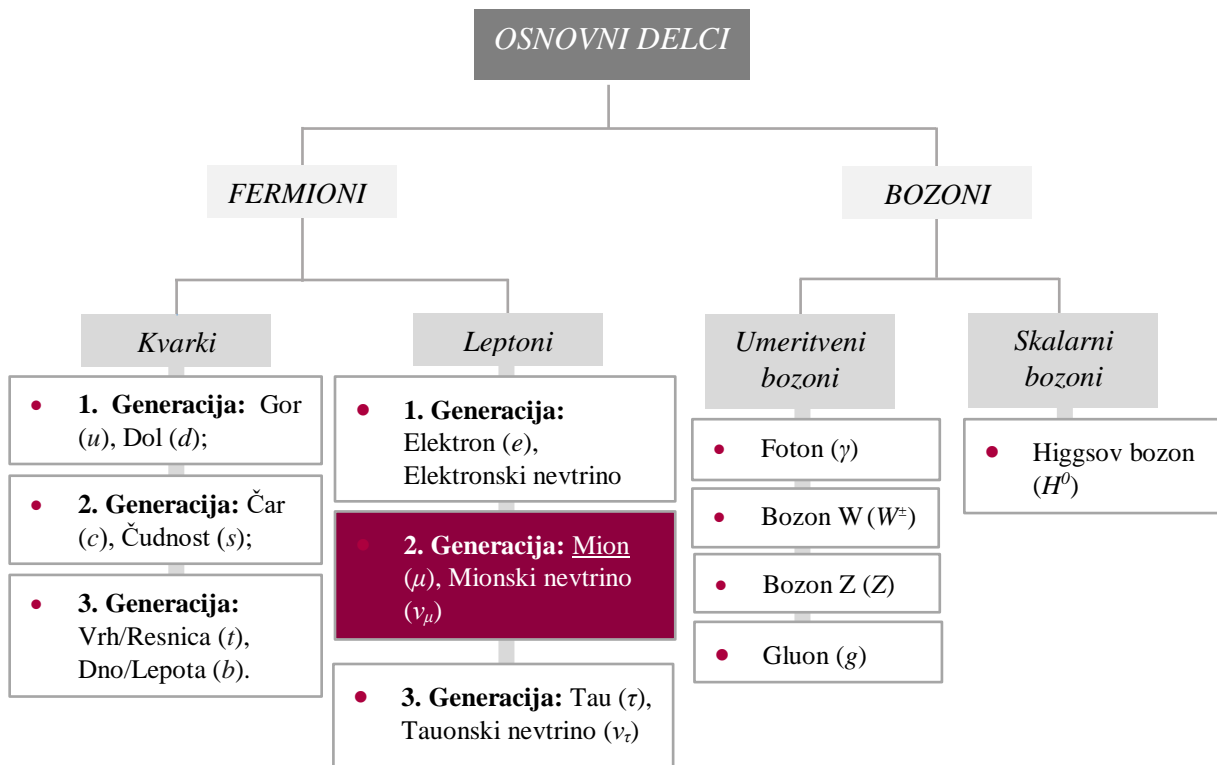 OSNOVNI DELCI
FERMIONI
BOZONI
Kvarki
Leptoni
Umeritveni
bozoni
Skalarni
bozoni
• 1. Generacija: Gor
(u), Dol (d);
• 2. Generacija: Čar
(c), Čudnost (s);
• 3. Generacija:
Vrh/Resnica (t),
Dno/Lepota (b).
• 1. Generacija:
Elektron (e),
Elektronski nevtrino
• 2. Generacija: Mion
(μ), Mionski nevtrino
(νμ)
• 3. Generacija: Tau (τ),
Tauonski nevtrino (ντ)
• Foton (γ)
• Bozon W (W±)
• Bozon Z (Z)
• Gluon (g)
• Higgsov bozon
(H⁰)